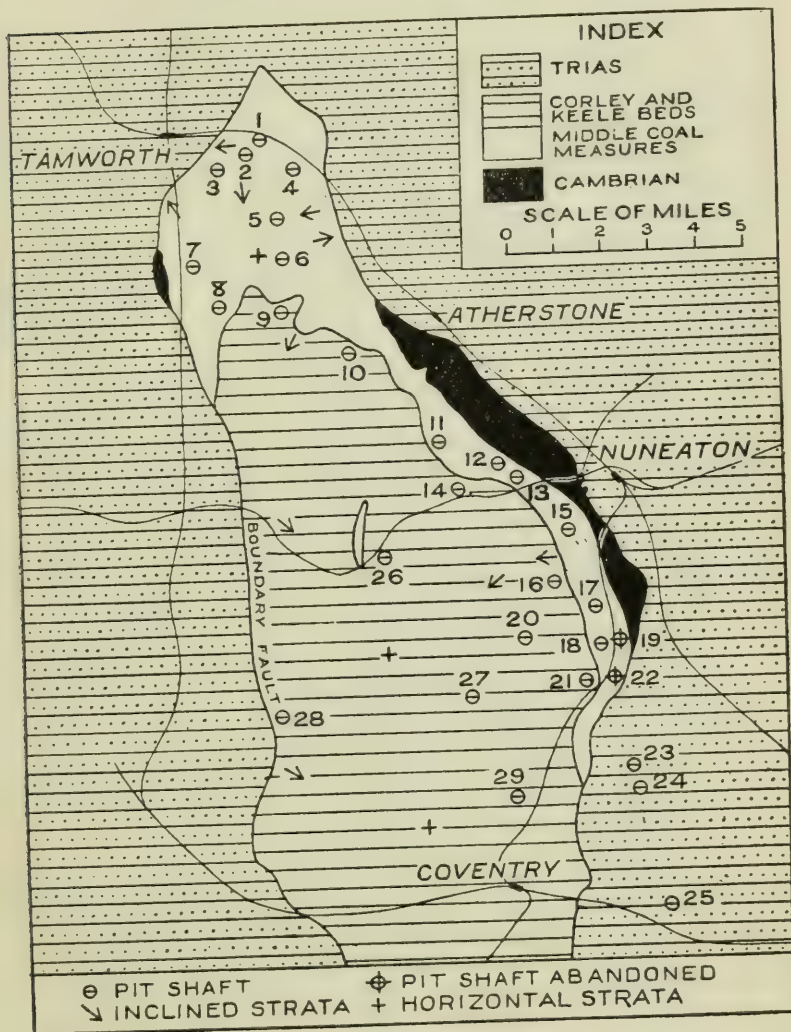 INDEX
TRIAS
CORLEY AND
KEELE BEDS
MIDDLE COAL
MEASURES
CAMBRIAN
SCALE OF MILES
0 1 2 3 4 5
TAMWORTH
1
2
3
4
5
6
7
8
9
ATHERSTONE
10
11
12
NUNEATON
13
14
15
BOUNDARY FAULT
26
16
17
20
18
19
21
22
27
28
23
24
29
COVENTRY
25
PIT SHAFT
PIT SHAFT ABANDONED
INCLINED STRATA
HORIZONTAL STRATA